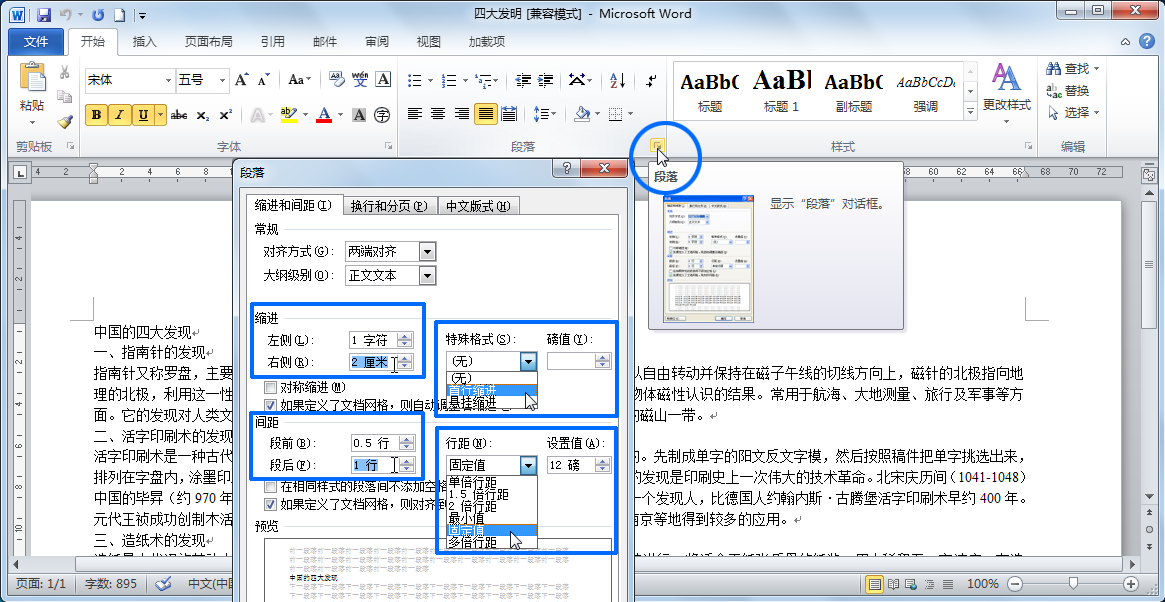 四大发明 [兼容模式] - Microsoft Word
文件 开始 插入 页面布局 引用 邮件 审阅 视图 加载项
宋体 五号
粘贴
AaBb( AaBl AaBb( AaBbCcD
标题 标题 1 副标题 强调
更改样式
查找
替换
选择
剪贴板 字体 段落 样式 编辑
段落
显示“段落”对话框。
段落
缩进和间距(I) 换行和分页(P) 中文版式(H)
常规
对齐方式(G): 两端对齐
大纲级别(O): 正文文本
缩进
左侧(L): 1 字符
右侧(R): 2 厘米
特殊格式(S): 磅值(Y):
(无)
(无)
首行缩进
悬挂缩进
对称缩进(M)
如果定义了文档网格，则自动调整右缩进
间距
段前(B): 0.5 行
段后(F): 1 行
行距(N): 设置值(A):
固定值 12 磅
单倍行距
1.5 倍行距
2 倍行距
最小值
固定值
多倍行距
在相同样式的段落间不添加空格
如果定义了文档网格，则对齐到
预览
中国的四大发现
中国的四大发现
一、指南针的发现
指南针又称罗盘，主要
以自由转动并保持在磁子午线的切线方向上，磁针的北极指向地
理的北极，利用这一性
物体磁性认识的结果。常用于航海、大地测量、旅行及军事等方
面。它的发现对人类文
的磁山一带。
二、活字印刷术的发现
活字印刷术是一种古代
的。先制成单字的阳文反文字模，然后按照稿件把单字挑选出来，
排列在字盘内，涂墨印
的发现是印刷史上一次伟大的技术革命。北宋庆历间（1041-1048）
中国的毕昇（约 970 年
一个发现人，比德国人约翰内斯·古腾堡活字印刷术早约 400 年。
元代王祯成功创制木活
南京等地得到较多的应用。
三、造纸术的发现
页面: 1/1 字数: 895 中文(中国 100%